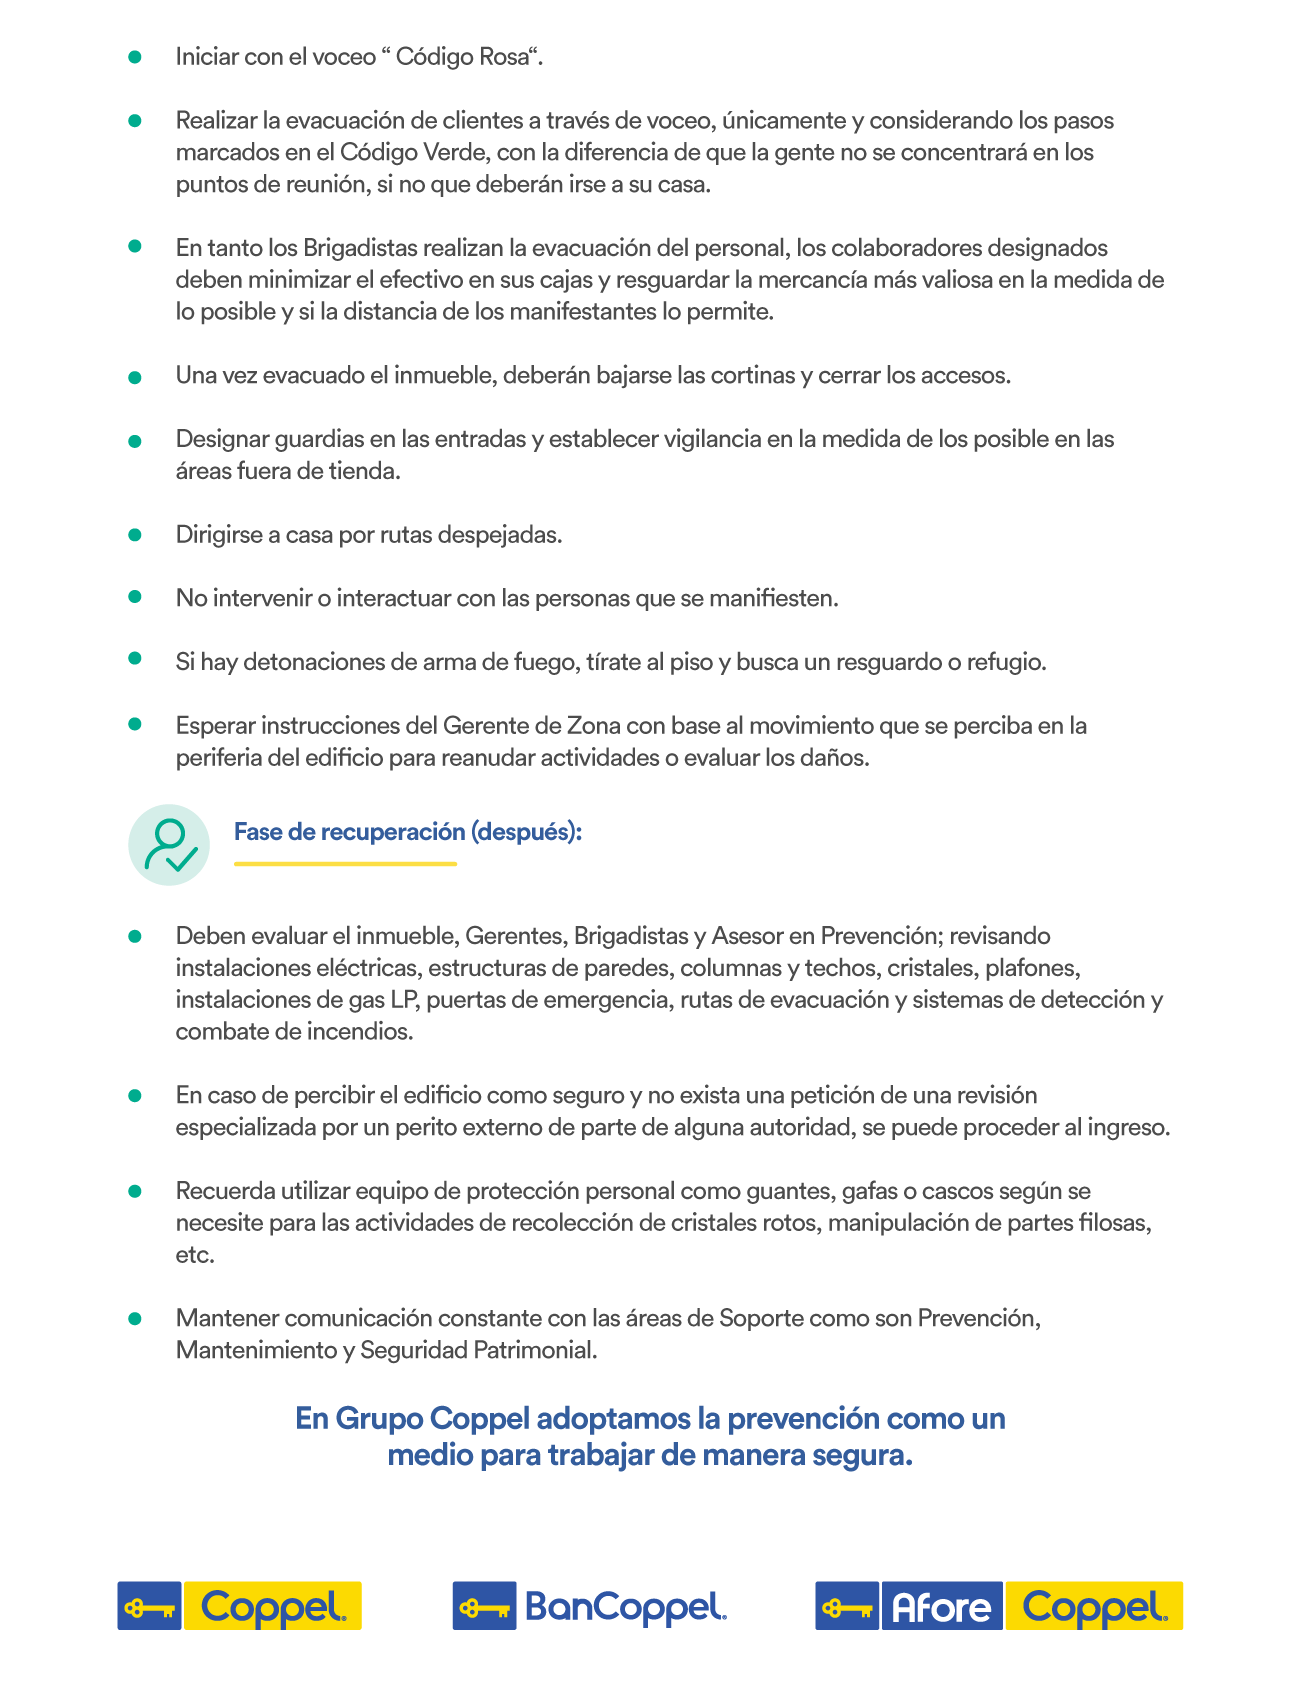 Iniciar con el voceo “ Código Rosa“.
Realizar la evacuación de clientes a través de voceo, únicamente y considerando los pasos
marcados en el Código Verde, con la diferencia de que la gente no se concentrará en los
puntos de reunión, si no que deberán irse a su casa.
En tanto los Brigadistas realizan la evacuación del personal, los colaboradores designados
deben minimizar el efectivo en sus cajas y resguardar la mercancía más valiosa en la medida de
lo posible y si la distancia de los manifestantes lo permite.
Una vez evacuado el inmueble, deberán bajarse las cortinas y cerrar los accesos.
Designar guardias en las entradas y establecer vigilancia en la medida de los posible en las
áreas fuera de tienda.
Dirigirse a casa por rutas despejadas.
No intervenir o interactuar con las personas que se manifiesten.
Si hay detonaciones de arma de fuego, tírate al piso y busca un resguardo o refugio.
Esperar instrucciones del Gerente de Zona con base al movimiento que se perciba en la
periferia del edificio para reanudar actividades o evaluar los daños.
Fase de recuperación (después):
Deben evaluar el inmueble, Gerentes, Brigadistas y Asesor en Prevención; revisando
instalaciones eléctricas, estructuras de paredes, columnas y techos, cristales, plafones,
instalaciones de gas LP, puertas de emergencia, rutas de evacuación y sistemas de detección y
combate de incendios.
En caso de percibir el edificio como seguro y no exista una petición de una revisión
especializada por un perito externo de parte de alguna autoridad, se puede proceder al ingreso.
Recuerda utilizar equipo de protección personal como guantes, gafas o cascos según se
necesite para las actividades de recolección de cristales rotos, manipulación de partes filosas,
etc.
Mantener comunicación constante con las áreas de Soporte como son Prevención,
Mantenimiento y Seguridad Patrimonial.
En Grupo Coppel adoptamos la prevención como un
medio para trabajar de manera segura.
Coppel® BanCoppel® Afore Coppel®